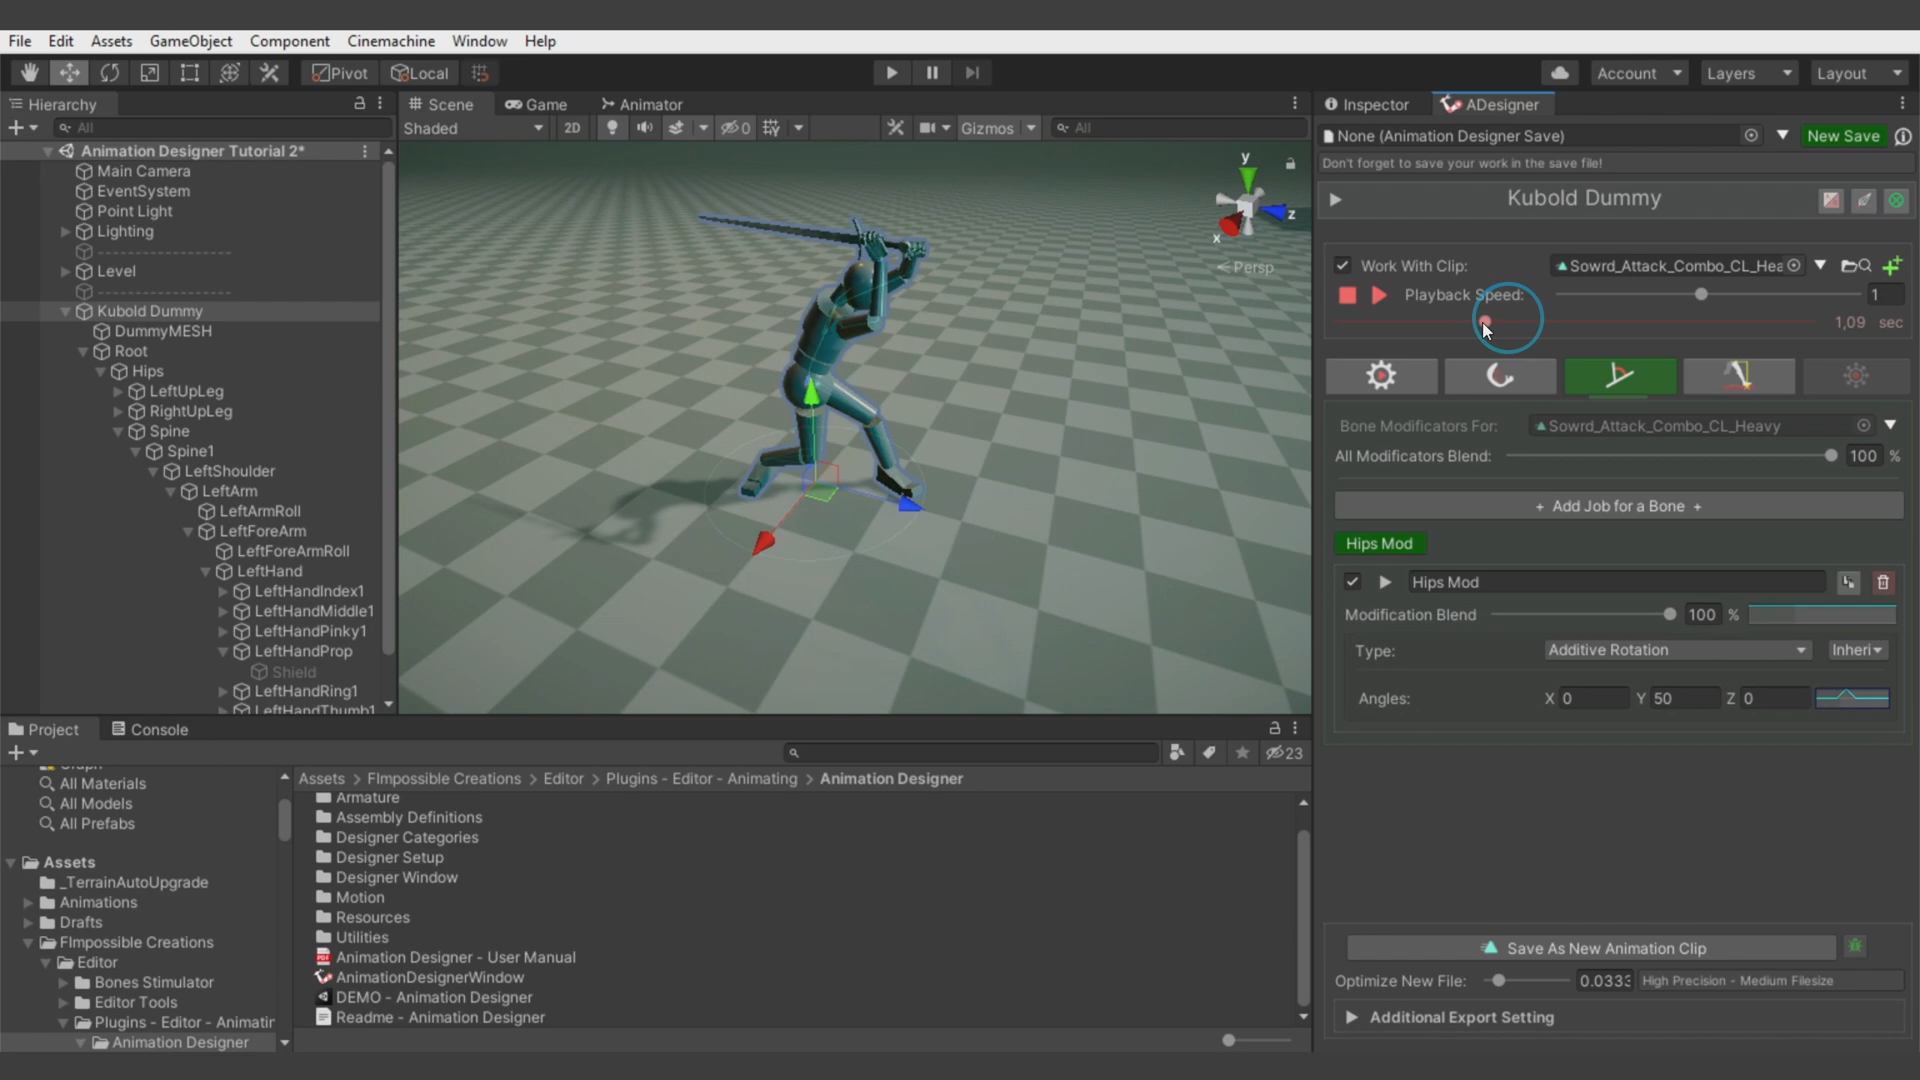 File Edit Assets GameObject Component Cinemachine Window Help
Pivot Local Account Layers Layout
Hierarchy
All
Animation Designer Tutorial 2*
Main Camera
EventSystem
Point Light
Lighting
--------------------
Level
--------------------
Kubold Dummy
DummyMESH
Root
Hips
LeftUpLeg
RightUpLeg
Spine
Spine1
LeftShoulder
LeftArm
LeftArmRoll
LeftForeArm
LeftForeArmRoll
LeftHand
LeftHandIndex1
LeftHandMiddle1
LeftHandPinky1
LeftHandProp
Shield
LeftHandRing1
LeftHandThumb1
Scene Game Animator
Shaded 2D 0 Gizmos All
y
z
x
Persp
Inspector ADesigner
None (Animation Designer Save) New Save
Don't forget to save your work in the save file!
Kubold Dummy
Work With Clip: Sowrd_Attack_Combo_CL_Hea
Playback Speed: 1
1,09 sec
Bone Modificators For: Sowrd_Attack_Combo_CL_Heavy
All Modificators Blend: 100 %
+ Add Job for a Bone +
Hips Mod
Hips Mod
Modification Blend 100 %
Type: Additive Rotation Inheri
Angles: X 0 Y 50 Z 0
Save As New Animation Clip
Optimize New File: 0.0333 High Precision - Medium Filesize
Additional Export Setting
Project Console
23
All Materials
All Models
All Prefabs
Assets
_TerrainAutoUpgrade
Animations
Drafts
FImpossible Creations
Editor
Bones Stimulator
Editor Tools
Plugins - Editor - Animatin
Animation Designer
Assets > FImpossible Creations > Editor > Plugins - Editor - Animating > Animation Designer
Armature
Assembly Definitions
Designer Categories
Designer Setup
Designer Window
Motion
Resources
Utilities
Animation Designer - User Manual
AnimationDesignerWindow
DEMO - Animation Designer
Readme - Animation Designer